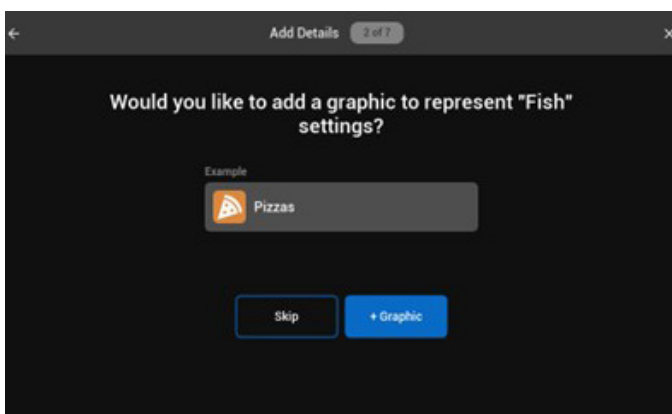 Add Details 2 of 7
Would you like to add a graphic to represent "Fish"
settings?
Example
Pizzas
Skip + Graphic